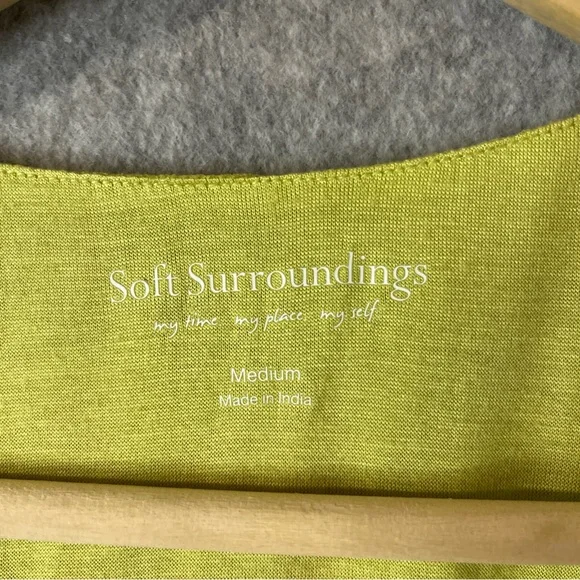 Soft Surroundings
my time. my place. my self.
Medium
Made in India